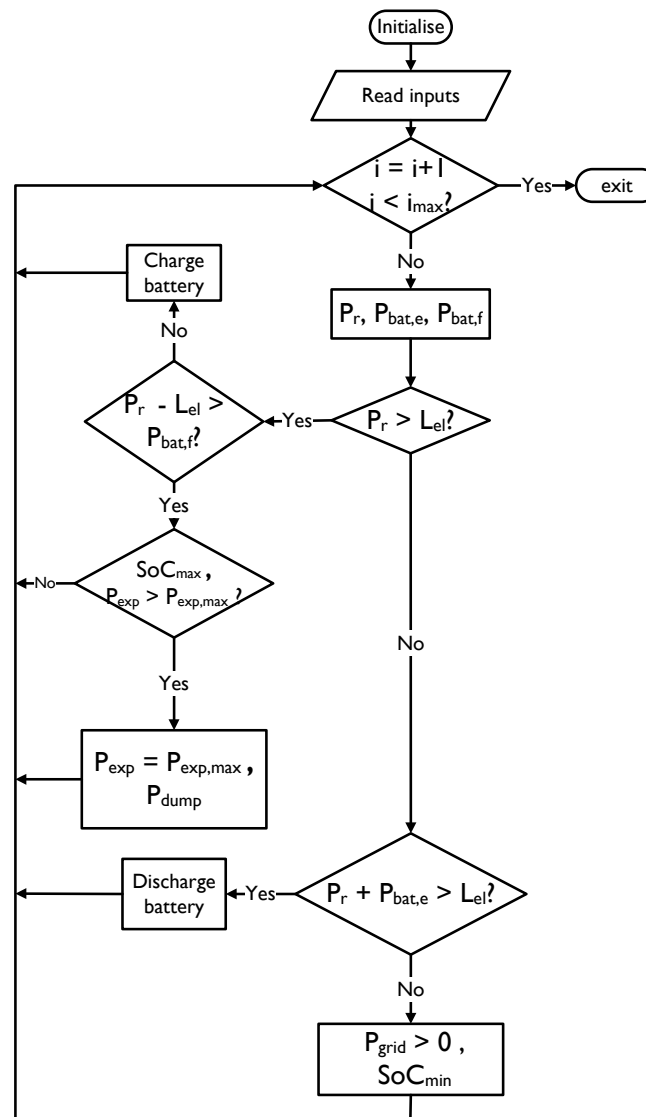 Initialise
Read inputs
i = i+1
i < imax?
Yes
exit
No
Charge
battery
Pr, Pbat,e, Pbat,f
No
Pr - Lel >
Pbat,f?
Yes
Pr > Lel?
Yes
SoCmax,
Pexp > Pexp,max?
No
No
Yes
Pexp = Pexp,max,
Pdump
Discharge
battery
Yes
Pr + Pbat,e > Lel?
No
Pgrid > 0 ,
SoCmin